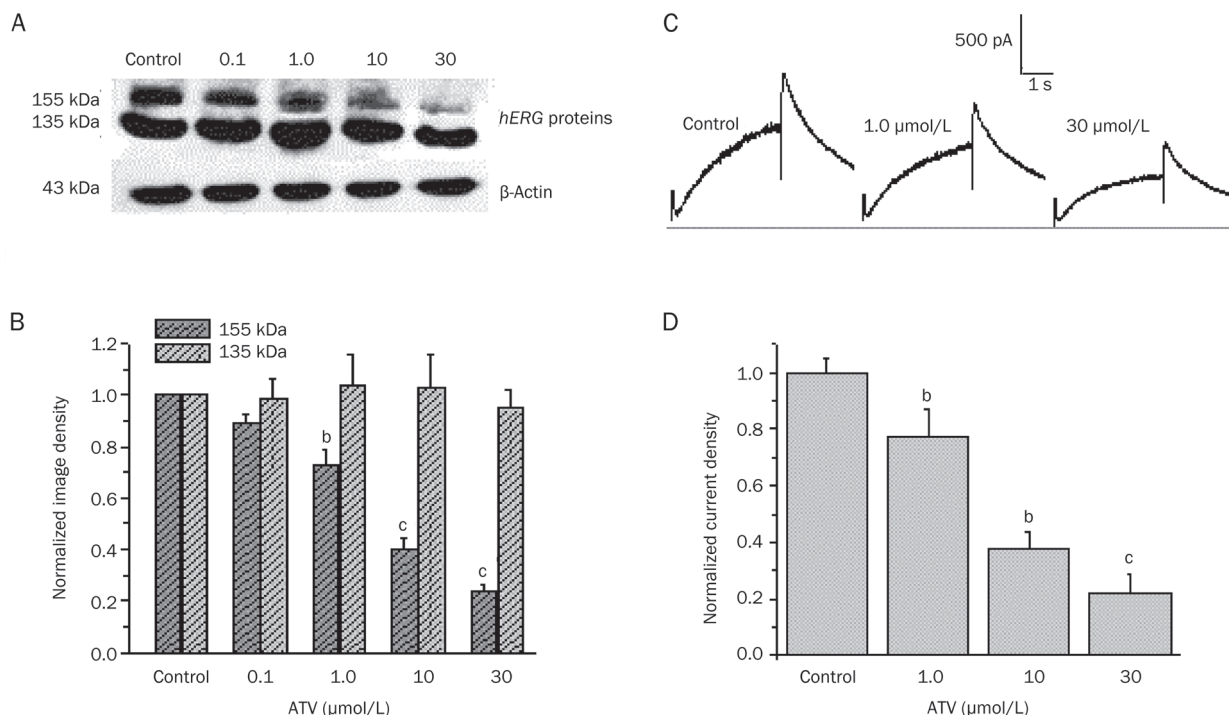 A
Control 0.1 1.0 10 30
155 kDa
135 kDa
hERG proteins
43 kDa
β-Actin
B
155 kDa
135 kDa
1.2
1.0
0.8
0.6
0.4
0.2
0.0
Normalized image density
b
c
c
Control 0.1 1.0 10 30
ATV (μmol/L)
C
500 pA
1 s
Control
1.0 μmol/L
30 μmol/L
D
1.0
0.8
0.6
0.4
0.2
0.0
Normalized current density
b
b
c
Control 1.0 10 30
ATV (μmol/L)